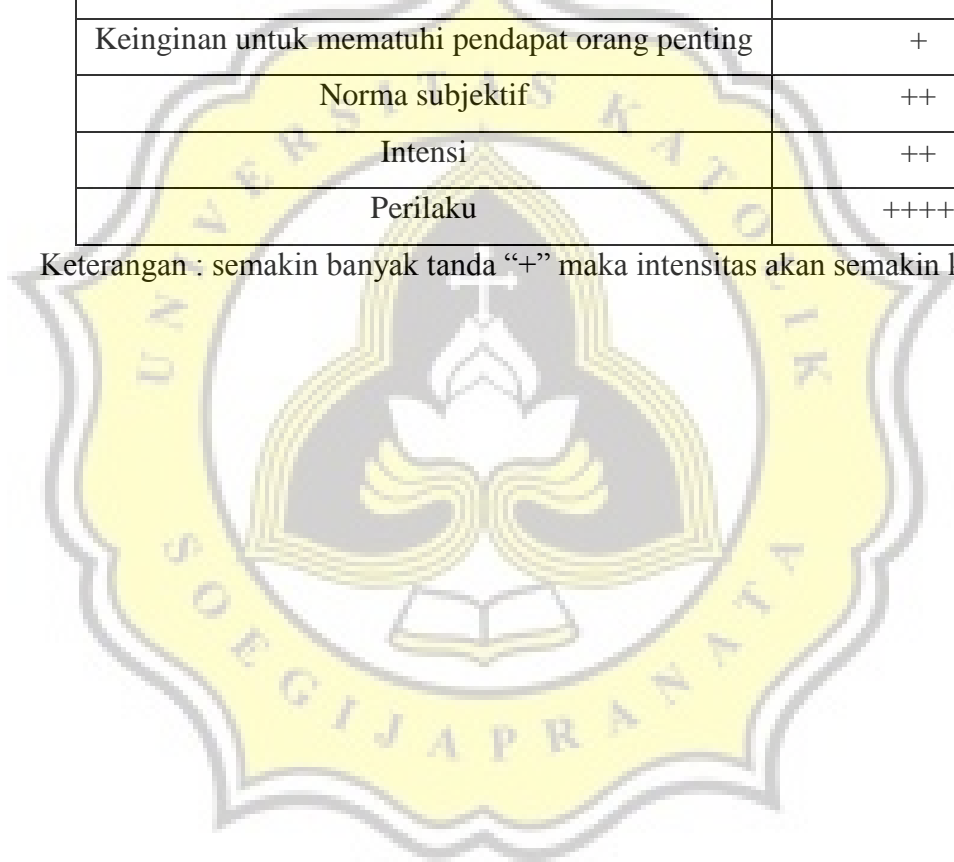 Keinginan untuk mematuhi pendapat orang penting +
Norma subjektif ++
Intensi ++
Perilaku ++++
Keterangan : semakin banyak tanda “+” maka intensitas akan semakin
UNIVERSITAS KATOLIK
SOEGIJAPRANATA